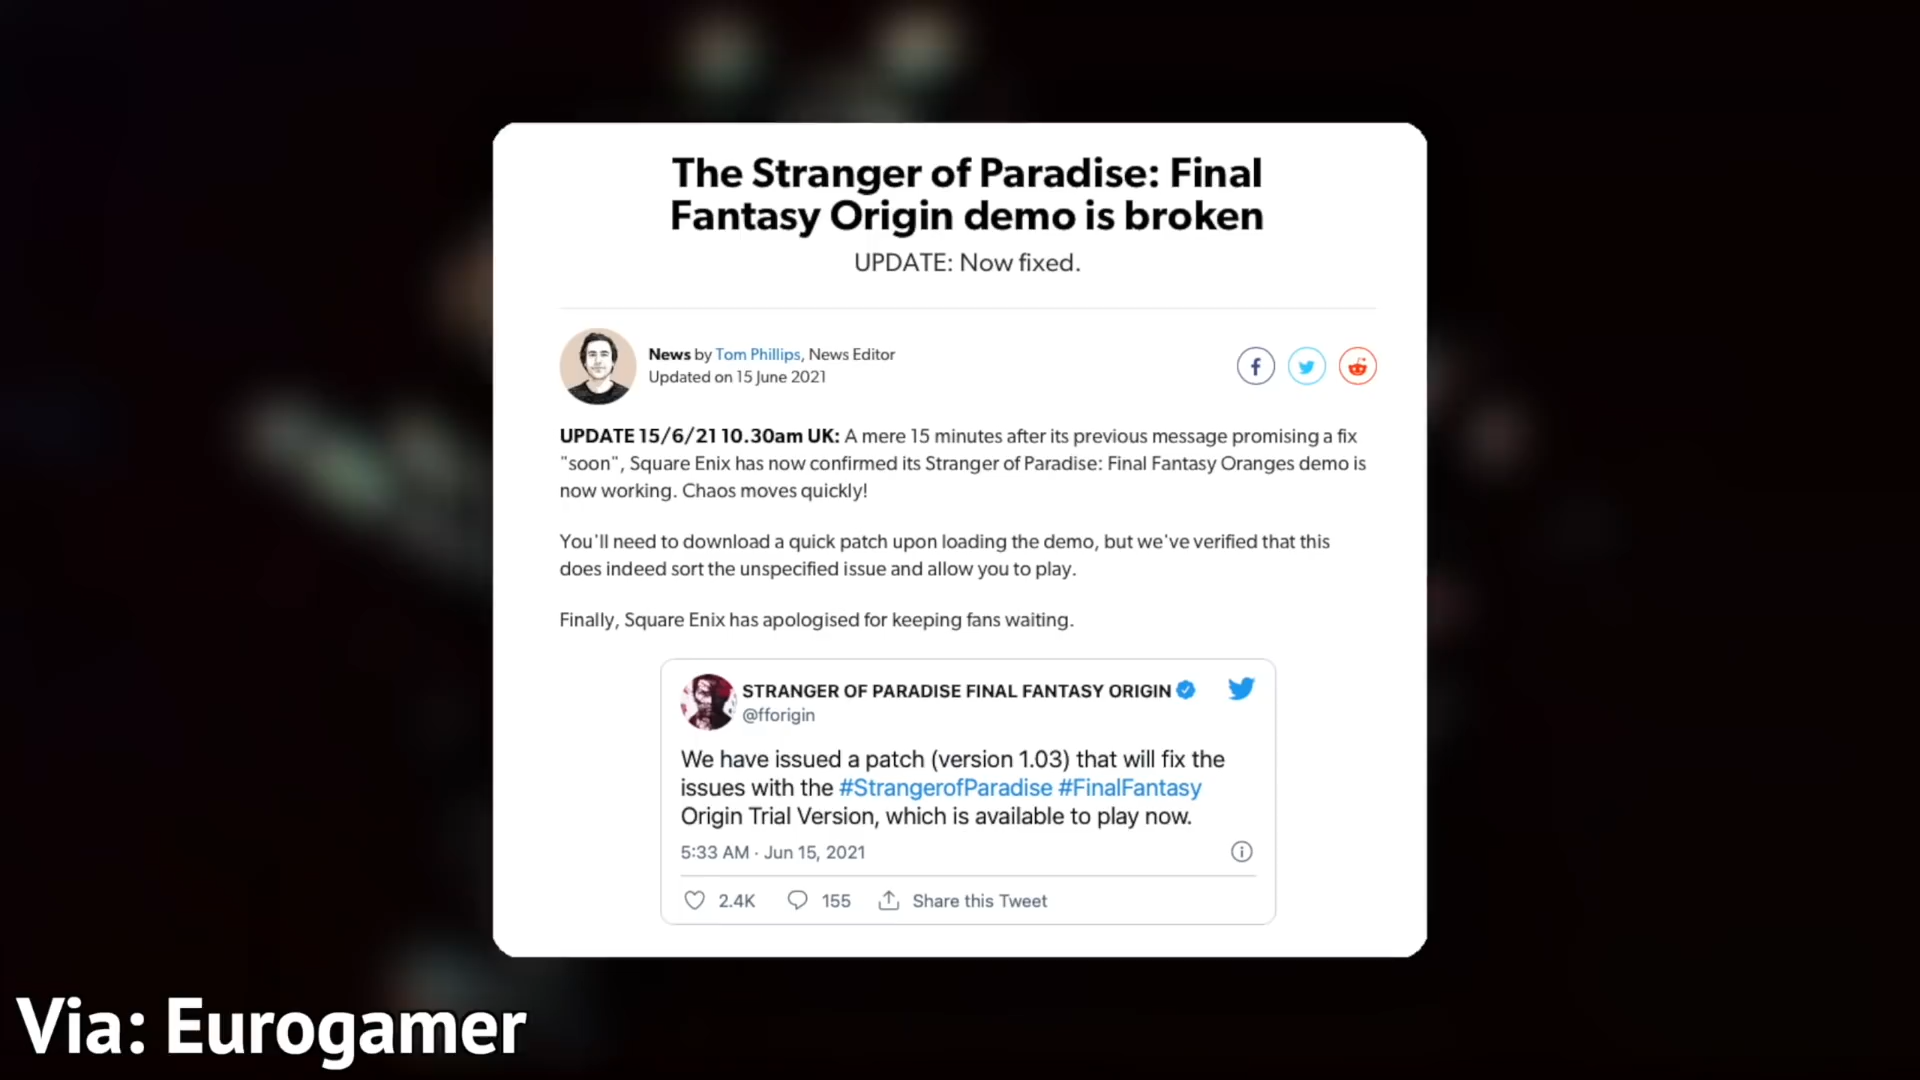 The Stranger of Paradise: Final
Fantasy Origin demo is broken
UPDATE: Now fixed.
News by Tom Phillips, News Editor
Updated on 15 June 2021
UPDATE 15/6/21 10.30am UK: A mere 15 minutes after its previous message promising a fix
"soon", Square Enix has now confirmed its Stranger of Paradise: Final Fantasy Oranges demo is
now working. Chaos moves quickly!
You'll need to download a quick patch upon loading the demo, but we've verified that this
does indeed sort the unspecified issue and allow you to play.
Finally, Square Enix has apologised for keeping fans waiting.
STRANGER OF PARADISE FINAL FANTASY ORIGIN
@fforigin
We have issued a patch (version 1.03) that will fix the
issues with the #StrangerofParadise #FinalFantasy
Origin Trial Version, which is available to play now.
5:33 AM · Jun 15, 2021
2.4K 155 Share this Tweet
Via: Eurogamer